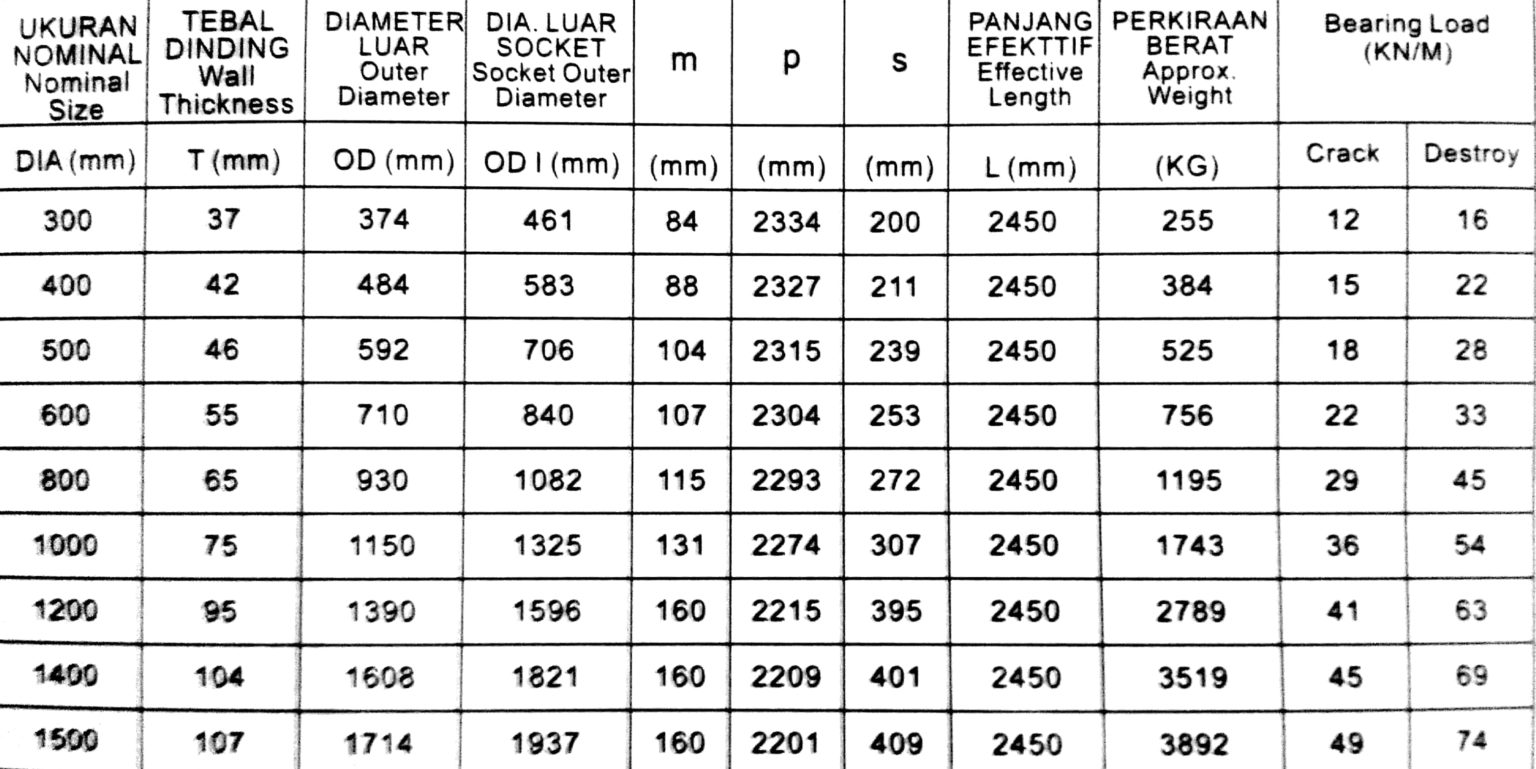 UKURAN NOMINAL Nominal Size | TEBAL DINDING Wall Thickness | DIAMETER LUAR Outer Diameter | DIA. LUAR SOCKET Socket Outer Diameter | m | p | s | PANJANG EFEKTTIF Effective Length | PERKIRAAN BERAT Approx. Weight | Bearing Load (KN/M)
DIA (mm) | T (mm) | OD (mm) | OD I (mm) | (mm) | (mm) | (mm) | L (mm) | (KG) | Crack | Destroy
300 | 37 | 374 | 461 | 84 | 2334 | 200 | 2450 | 255 | 12 | 16
400 | 42 | 484 | 583 | 88 | 2327 | 211 | 2450 | 384 | 15 | 22
500 | 46 | 592 | 706 | 104 | 2315 | 239 | 2450 | 525 | 18 | 28
600 | 55 | 710 | 840 | 107 | 2304 | 253 | 2450 | 756 | 22 | 33
800 | 65 | 930 | 1082 | 115 | 2293 | 272 | 2450 | 1195 | 29 | 45
1000 | 75 | 1150 | 1325 | 131 | 2274 | 307 | 2450 | 1743 | 36 | 54
1200 | 95 | 1390 | 1596 | 160 | 2215 | 395 | 2450 | 2789 | 41 | 63
1400 | 104 | 1608 | 1821 | 160 | 2209 | 401 | 2450 | 3519 | 45 | 69
1500 | 107 | 1714 | 1937 | 160 | 2201 | 409 | 2450 | 3892 | 49 | 74